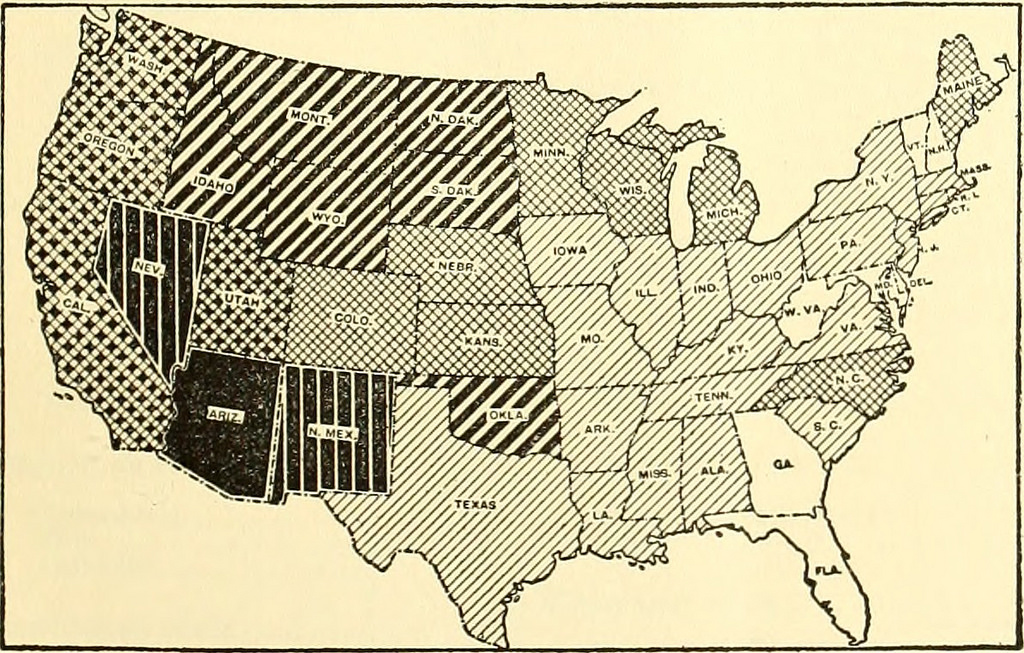 WASH.
MAINE
MONT.
N. DAK.
OREGON
VT.
N.H.
MINN.
MASS.
N.Y.
IDAHO
S. DAK.
WIS.
R.I.
CT.
WYO.
MICH.
PA.
N.J.
IOWA
NEV.
NEBR.
OHIO
UTAH
ILL.
IND.
MD.
DEL.
CAL.
COLO.
W. VA.
VA.
MO.
KANS.
KY.
N.C.
TENN.
ARIZ.
OKLA.
N. MEX.
ARK.
S. C.
GA.
MISS.
ALA.
TEXAS
LA.
FLA.